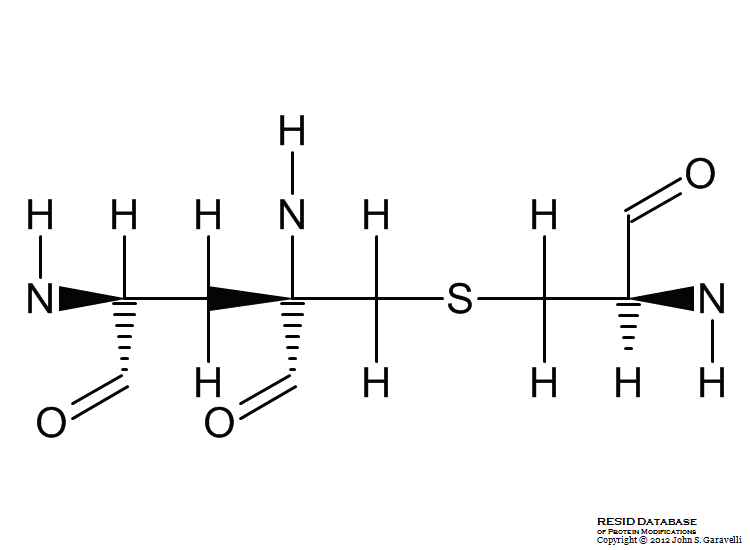 H
O
H H H N H H
N S N
H H H H H
O O
RESID DATABASE
OF PROTEIN MODIFICATIONS
Copyright © 2012 John S. Garavelli